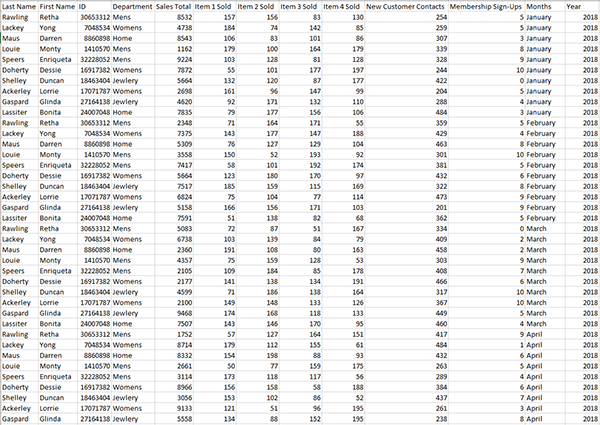 Last Name First Name ID Department Sales Total Item 1 Sold Item 2 Sold Item 3 Sold Item 4 Sold New Customer Contacts Membership Sign-Ups Months Year
Rawling Retha 30653312 Mens 8532 157 156 83 130 254 5 January 2018
Lackey Yong 7048534 Womens 4738 184 74 142 85 259 5 January 2018
Maus Darren 8860898 Home 8543 106 83 101 86 307 3 January 2018
Louie Monty 1410570 Mens 1162 179 100 164 179 339 8 January 2018
Speers Enriqueta 32228052 Mens 9224 103 128 81 128 328 9 January 2018
Doherty Dessie 16917382 Womens 7872 55 101 177 197 244 10 January 2018
Shelley Duncan 18463404 Jewlery 5664 132 120 87 177 422 0 January 2018
Ackerley Lorrie 17071787 Womens 2698 161 96 147 99 204 5 January 2018
Gaspard Glinda 27164138 Jewlery 4620 92 171 132 110 288 4 January 2018
Lassiter Bonita 24007048 Home 7835 79 177 156 106 484 3 January 2018
Rawling Retha 30653312 Mens 2348 71 164 171 55 359 5 February 2018
Lackey Yong 7048534 Womens 7375 143 177 147 188 429 4 February 2018
Maus Darren 8860898 Home 5309 76 127 129 104 463 8 February 2018
Louie Monty 1410570 Mens 3558 150 52 193 92 301 10 February 2018
Speers Enriqueta 32228052 Mens 7417 58 101 192 174 381 5 February 2018
Doherty Dessie 16917382 Womens 5664 123 180 170 97 432 6 February 2018
Shelley Duncan 18463404 Jewlery 7517 185 159 115 169 322 8 February 2018
Ackerley Lorrie 17071787 Womens 6824 75 104 77 114 473 9 February 2018
Gaspard Glinda 27164138 Jewlery 5158 166 156 171 103 201 9 February 2018
Lassiter Bonita 24007048 Home 7591 51 138 82 68 362 5 February 2018
Rawling Retha 30653312 Mens 5083 72 87 51 167 334 0 March 2018
Lackey Yong 7048534 Womens 6738 103 139 84 79 409 2 March 2018
Maus Darren 8860898 Home 2360 191 108 80 163 458 2 March 2018
Louie Monty 1410570 Mens 4357 75 159 128 53 303 9 March 2018
Speers Enriqueta 32228052 Mens 2105 109 184 85 178 408 7 March 2018
Doherty Dessie 16917382 Womens 2177 141 138 134 191 466 6 March 2018
Shelley Duncan 18463404 Jewlery 4599 71 186 138 164 317 10 March 2018
Ackerley Lorrie 17071787 Womens 2100 149 148 133 126 367 10 March 2018
Gaspard Glinda 27164138 Jewlery 9468 174 168 118 133 449 5 March 2018
Lassiter Bonita 24007048 Home 7507 143 146 170 95 460 4 March 2018
Rawling Retha 30653312 Mens 1752 57 127 164 151 417 9 April 2018
Lackey Yong 7048534 Womens 8714 179 112 155 61 484 1 April 2018
Maus Darren 8860898 Home 8332 154 198 88 93 432 6 April 2018
Louie Monty 1410570 Mens 2661 50 77 159 175 263 5 April 2018
Speers Enriqueta 32228052 Mens 3114 173 118 117 56 289 4 April 2018
Doherty Dessie 16917382 Womens 8966 156 158 58 188 384 6 April 2018
Shelley Duncan 18463404 Jewlery 3056 153 102 86 52 437 7 April 2018
Ackerley Lorrie 17071787 Womens 9133 121 51 96 195 261 3 April 2018
Gaspard Glinda 27164138 Jewlery 5558 134 88 152 195 238 8 April 2018